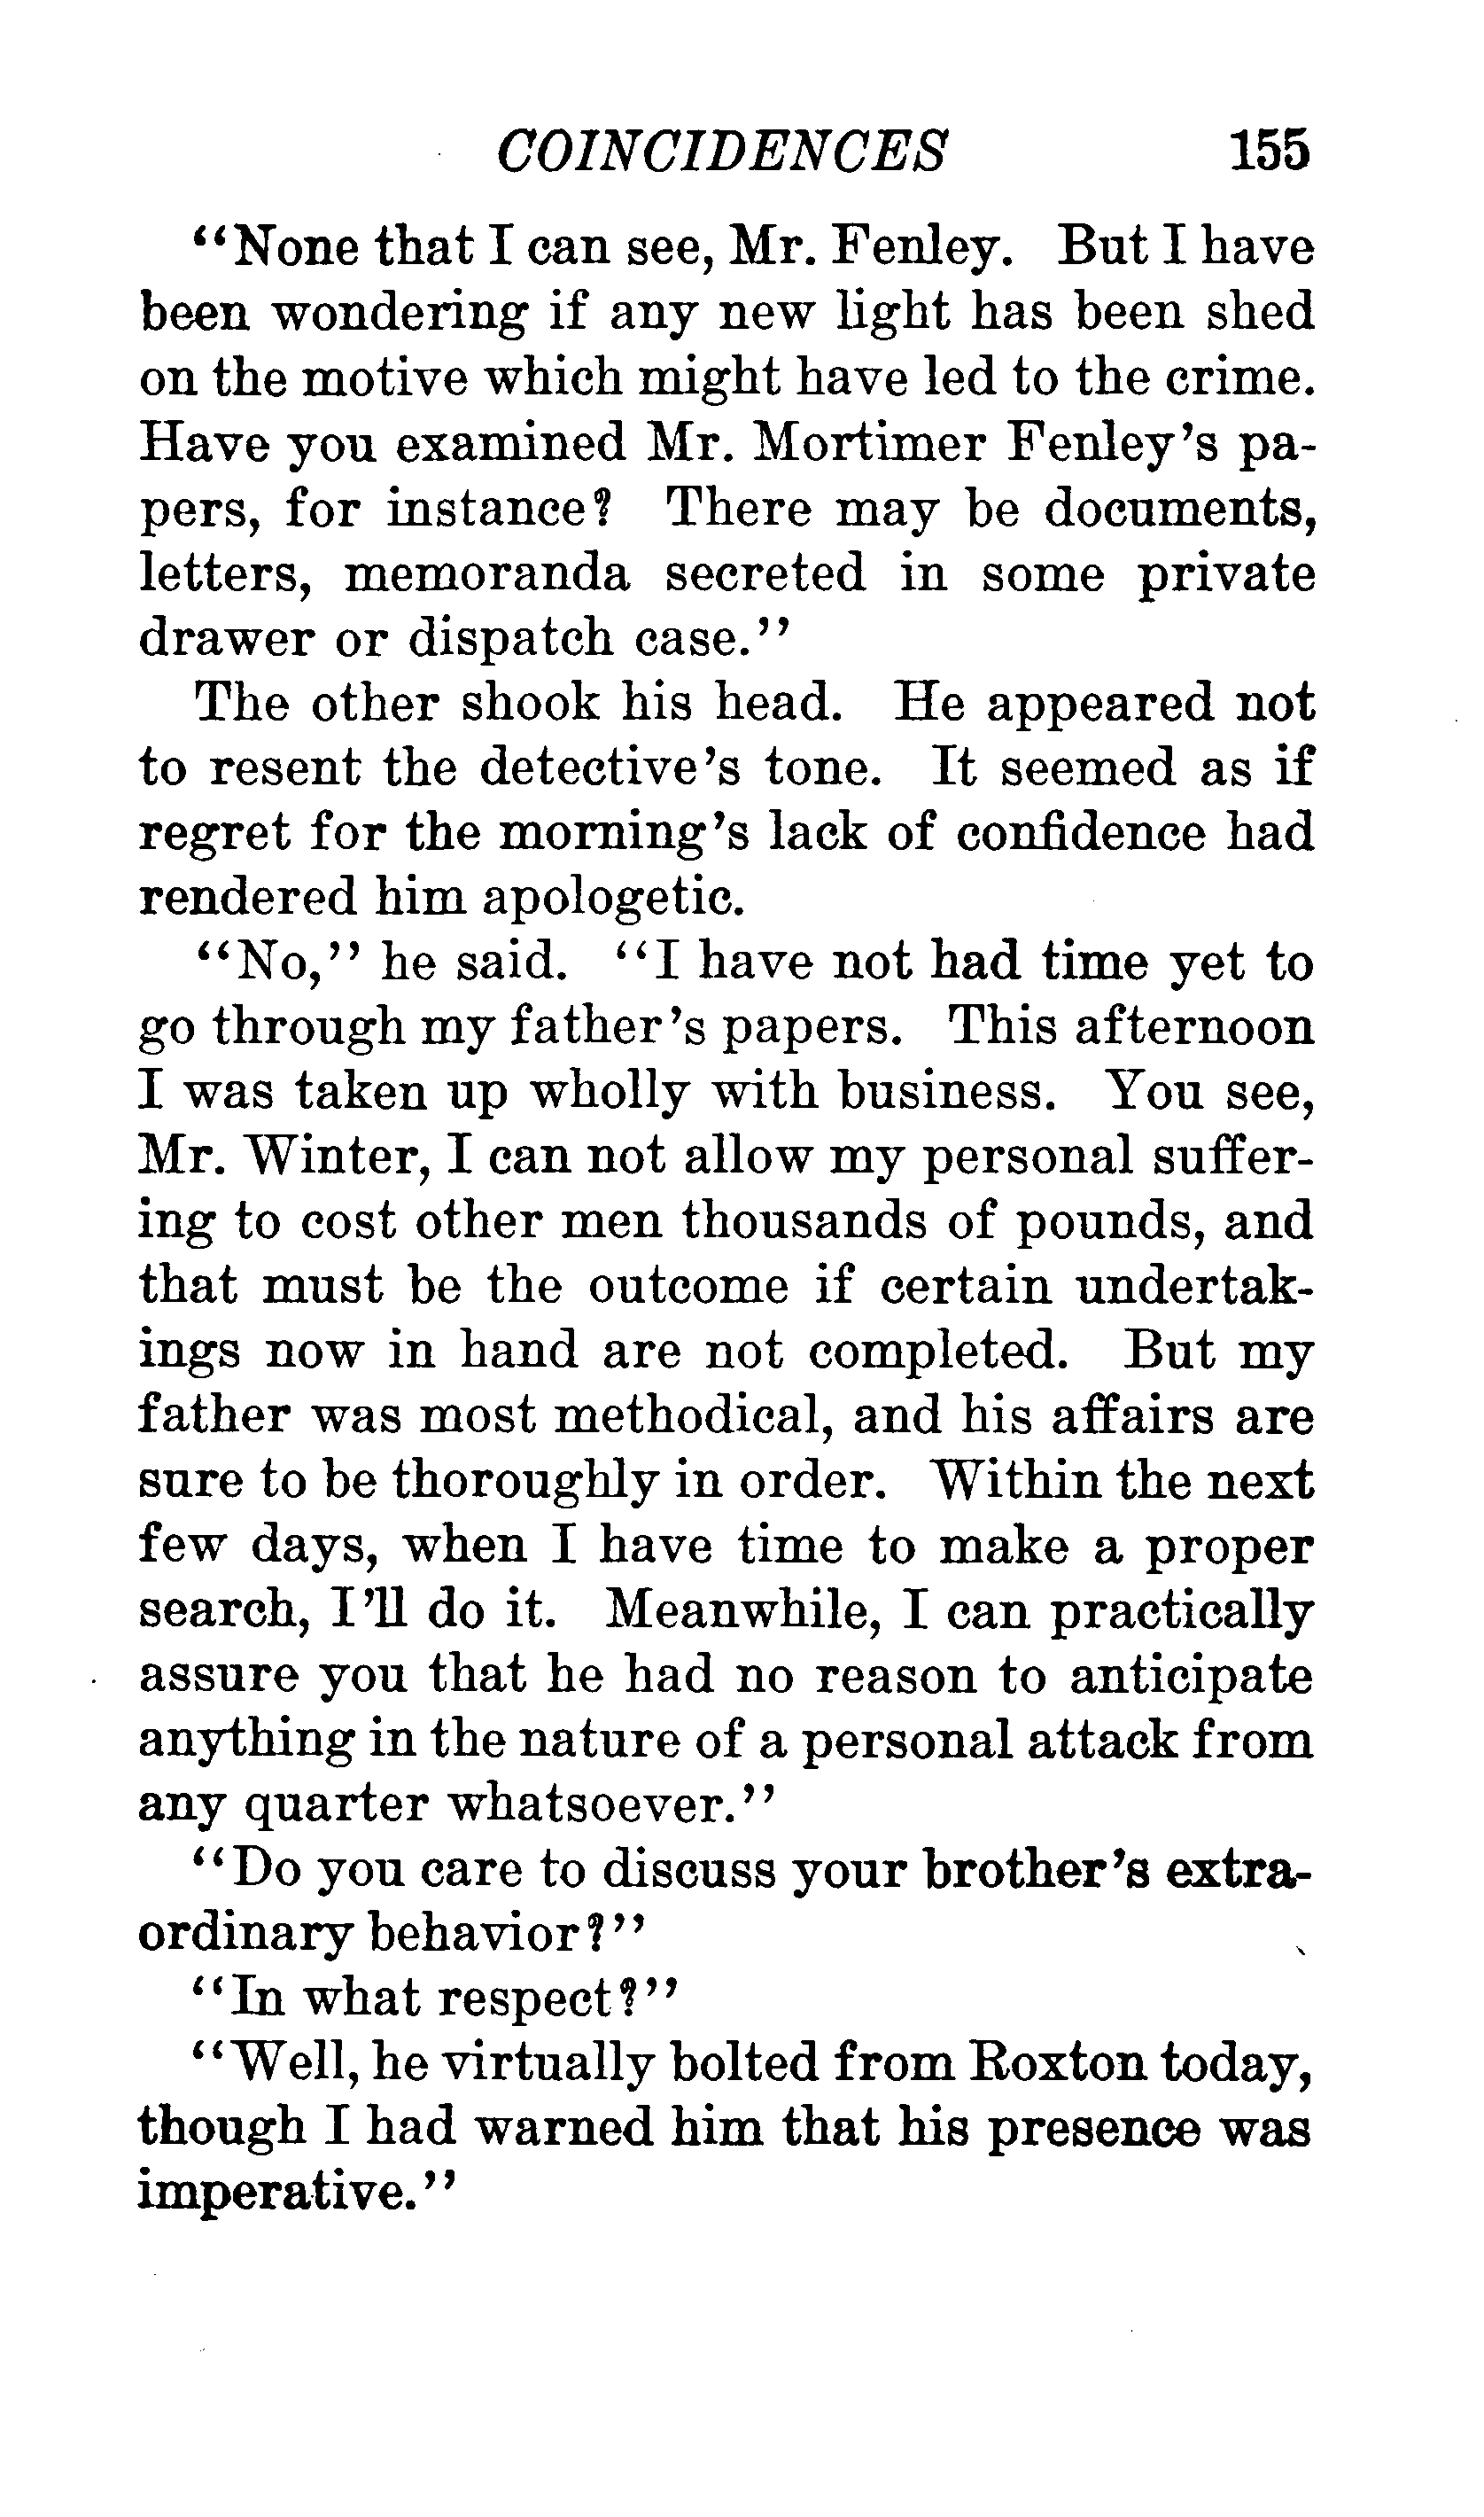 COINCIDENCES 155
"None that I can see, Mr. Fenley. But I have
been wondering if any new light has been shed
on the motive which might have led to the crime.
Have you examined Mr. Mortimer Fenley's pa-
pers, for instance? There may be documents,
letters, memoranda secreted in some private
drawer or dispatch case."
The other shook his head. He appeared not
to resent the detective's tone. It seemed as if
regret for the morning's lack of confidence had
rendered him apologetic.
"No," he said. "I have not had time yet to
go through my father's papers. This afternoon
I was taken up wholly with business. You see,
Mr. Winter, I can not allow my personal suffer-
ing to cost other men thousands of pounds, and
that must be the outcome if certain undertak-
ings now in hand are not completed. But my
father was most methodical, and his affairs are
sure to be thoroughly in order. Within the next
few days, when I have time to make a proper
search, I'll do it. Meanwhile, I can practically
assure you that he had no reason to anticipate
anything in the nature of a personal attack from
any quarter whatsoever."
"Do you care to discuss your brother's extra-
ordinary behavior?"
"In what respect?"
"Well, he virtually bolted from Roxton today,
though I had warned him that his presence was
imperative."